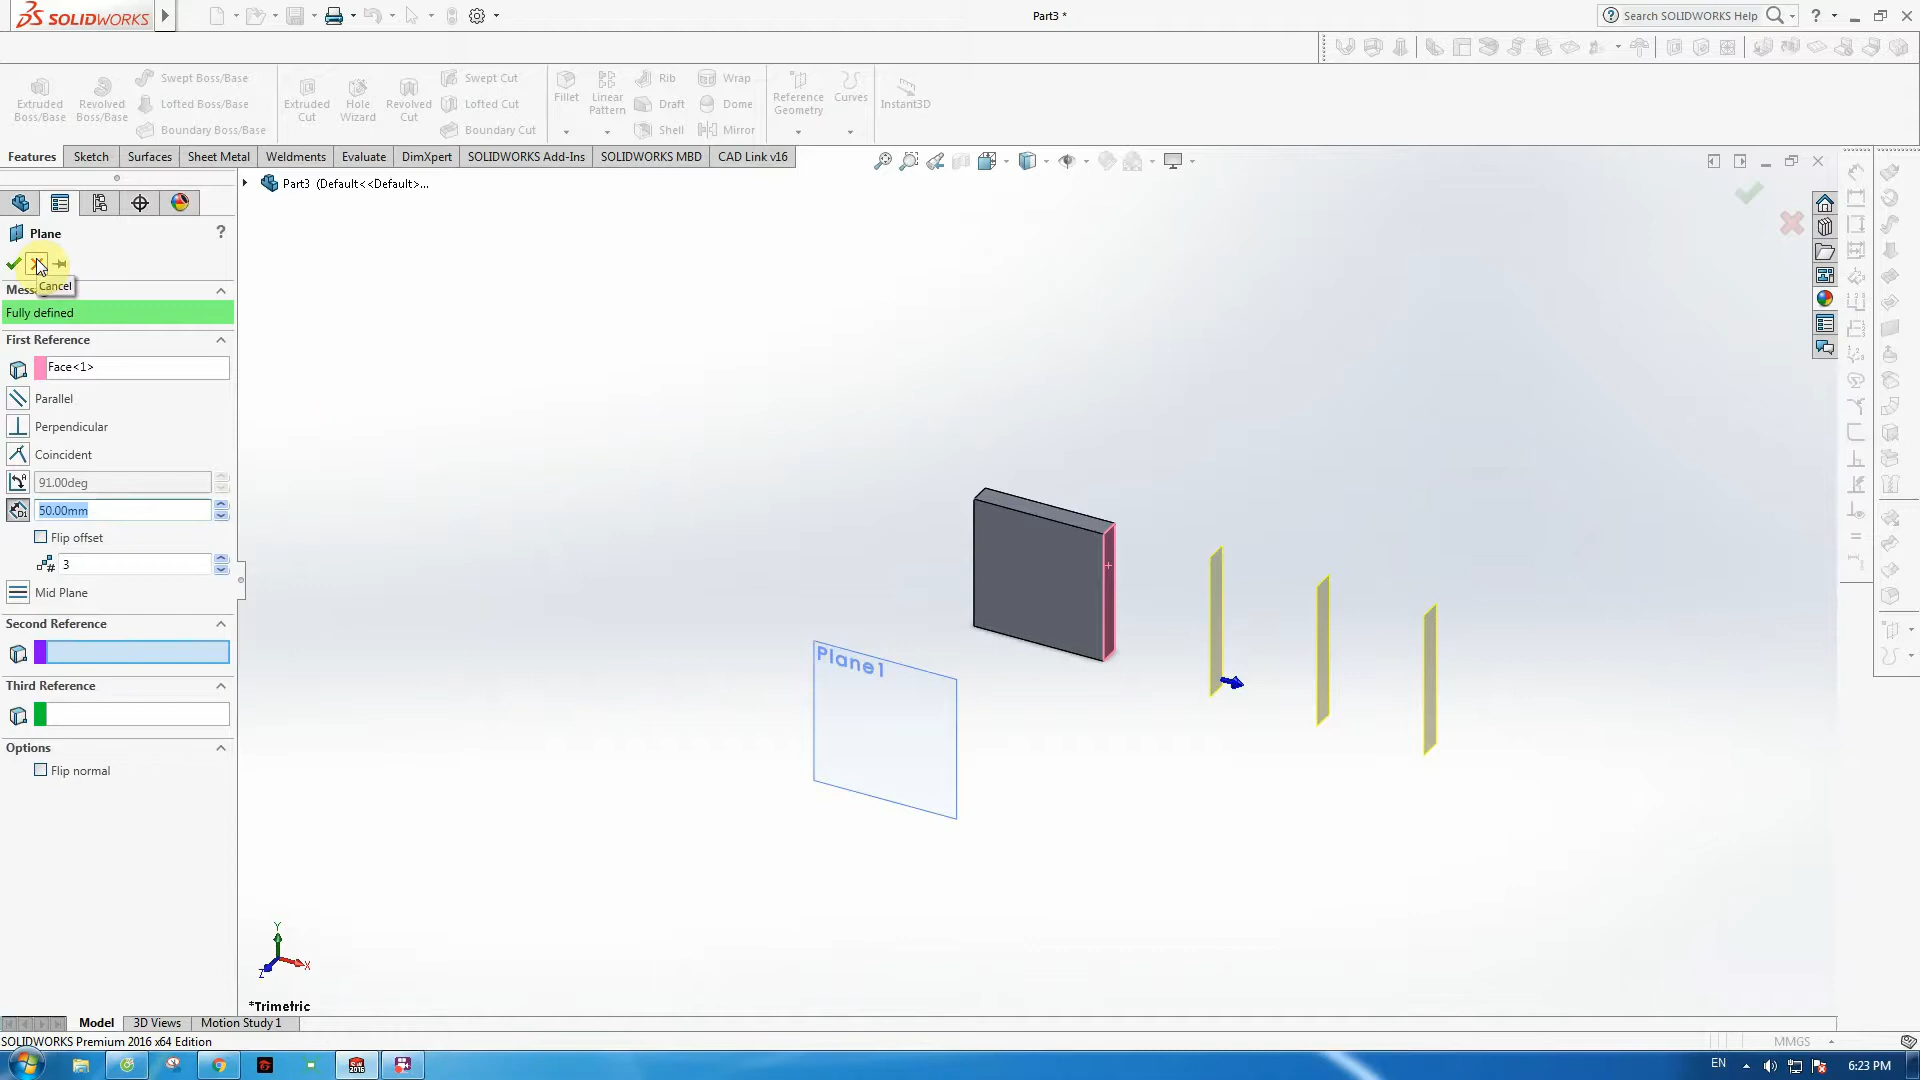 SOLIDWORKS
Part3 *
Search SOLIDWORKS Help
Extruded Boss/Base
Revolved Boss/Base
Swept Boss/Base
Lofted Boss/Base
Boundary Boss/Base
Extruded Cut
Hole Wizard
Revolved Cut
Swept Cut
Lofted Cut
Boundary Cut
Fillet
Linear Pattern
Rib
Draft
Shell
Wrap
Dome
Mirror
Reference Geometry
Curves
Instant3D
Features
Sketch
Surfaces
Sheet Metal
Weldments
Evaluate
DimXpert
SOLIDWORKS Add-Ins
SOLIDWORKS MBD
CAD Link v16
Part3 (Default<<Default>...
Plane
?
Cancel
Fully defined
First Reference
Face<1>
Parallel
Perpendicular
Coincident
91.00deg
50.00mm
Flip offset
3
Mid Plane
Second Reference
Third Reference
Options
Flip normal
Plane1
Y
X
Z
*Trimetric
Model
3D Views
Motion Study 1
SOLIDWORKS Premium 2016 x64 Edition
MMGS
EN
6:23 PM